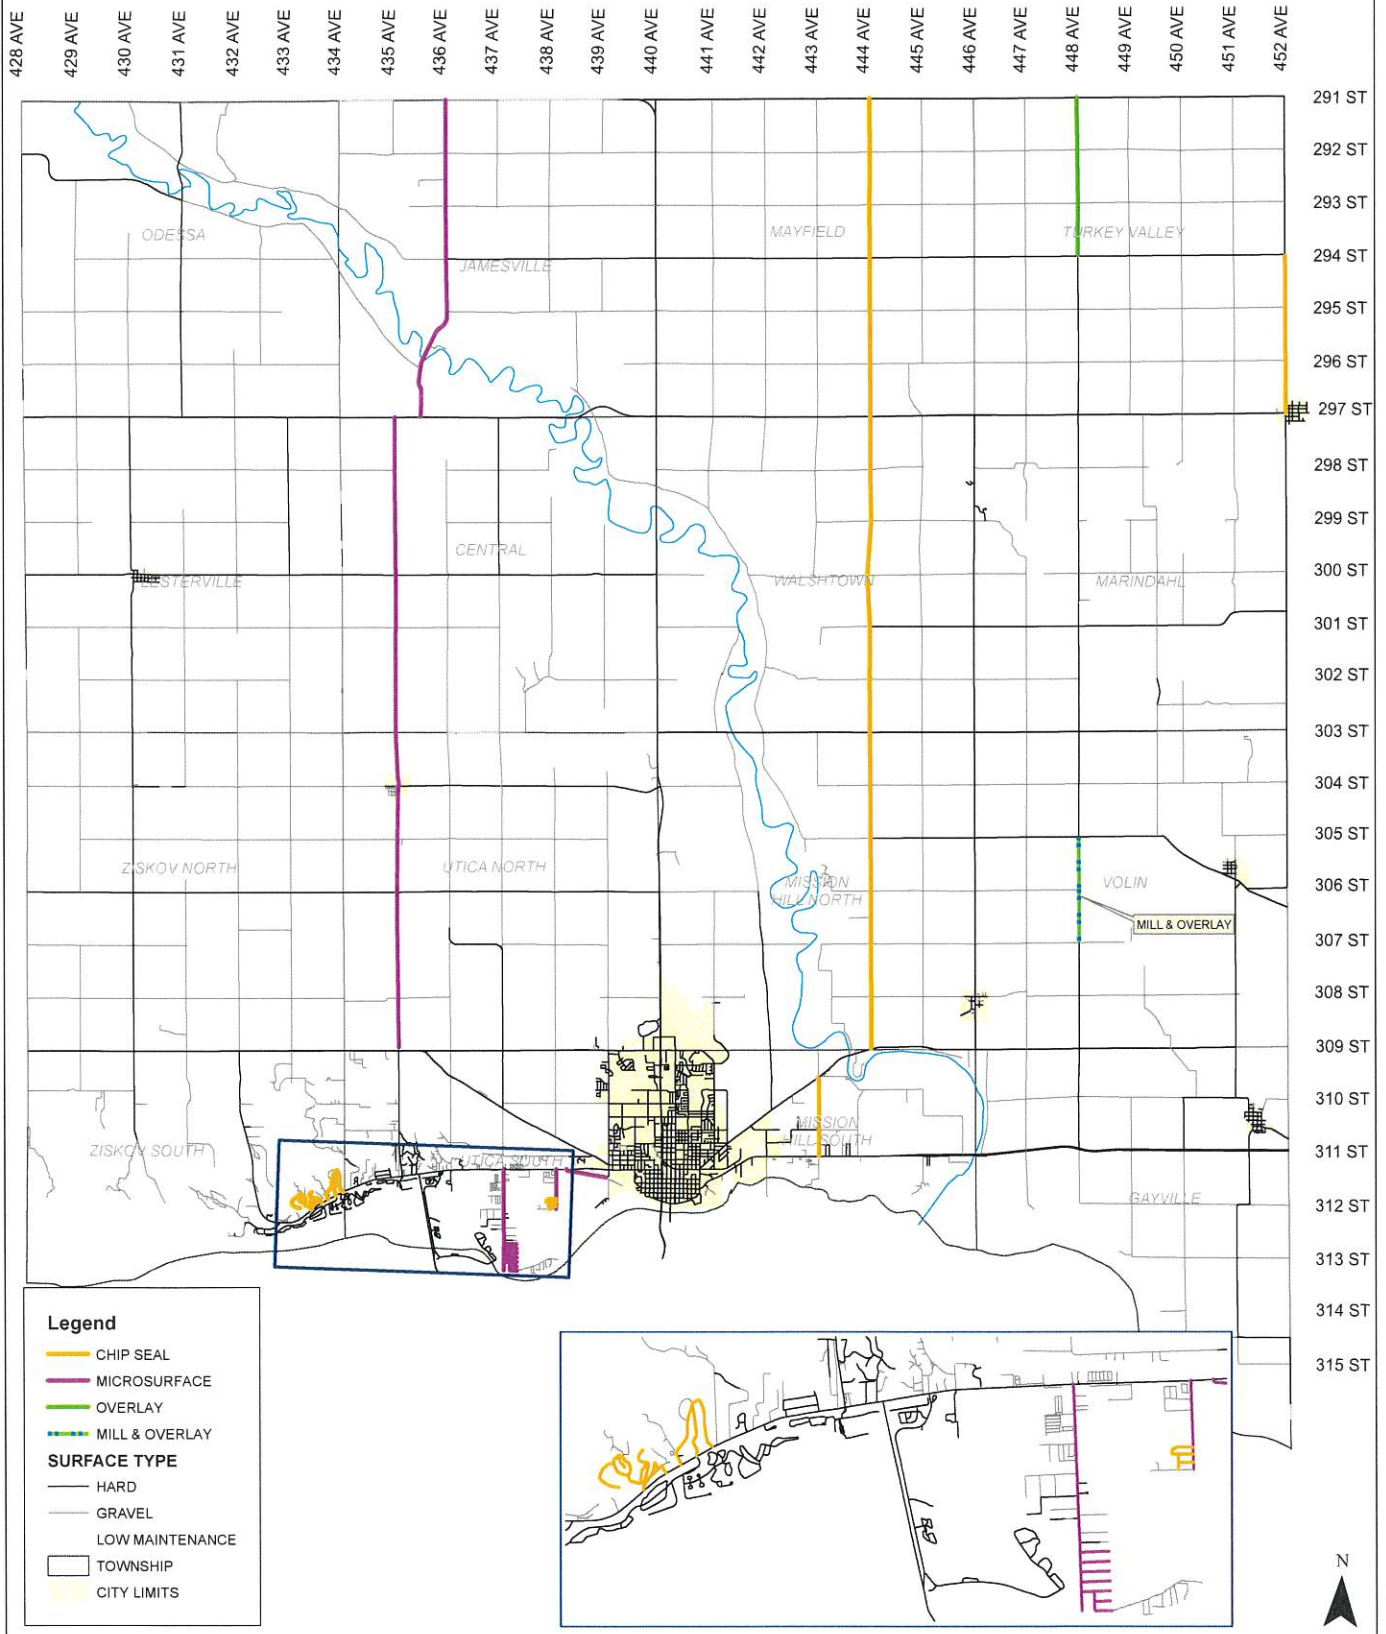 428 AVE
429 AVE
430 AVE
431 AVE
432 AVE
433 AVE
434 AVE
435 AVE
436 AVE
437 AVE
438 AVE
439 AVE
440 AVE
441 AVE
442 AVE
443 AVE
444 AVE
445 AVE
446 AVE
447 AVE
448 AVE
449 AVE
450 AVE
451 AVE
452 AVE
291 ST
292 ST
293 ST
ODESSA
MAYFIELD
TURKEY VALLEY
294 ST
JAMESVILLE
295 ST
296 ST
297 ST
298 ST
299 ST
CENTRAL
300 ST
LESTERVILLE
WALSHTOWN
MARINDAHL
301 ST
302 ST
303 ST
304 ST
305 ST
ZISKOV NORTH
UTICA NORTH
MISSION
HILL NORTH
VOLIN
306 ST
MILL & OVERLAY
307 ST
308 ST
309 ST
310 ST
MISSION
HILL SOUTH
ZISKOV SOUTH
UTICA SOUTH
311 ST
GAYVILLE
312 ST
313 ST
314 ST
315 ST
Legend
CHIP SEAL
MICROSURFACE
OVERLAY
MILL & OVERLAY
SURFACE TYPE
HARD
GRAVEL
LOW MAINTENANCE
TOWNSHIP
CITY LIMITS
N